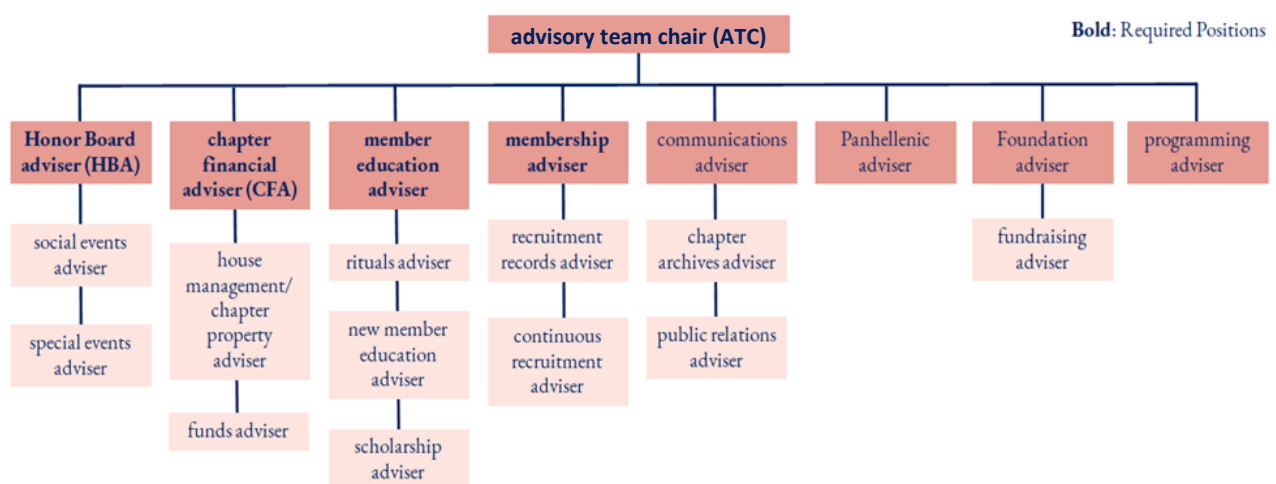 advisory team chair (ATC)
Bold: Required Positions
Honor Board
adviser (HBA)
chapter
financial
adviser (CFA)
member
education
adviser
membership
adviser
communications
adviser
Panhellenic
adviser
Foundation
adviser
programming
adviser
social events
adviser
special events
adviser
house
management/
chapter
property
adviser
funds adviser
rituals adviser
new member
education
adviser
scholarship
adviser
recruitment
records adviser
continuous
recruitment
adviser
chapter
archives adviser
public relations
adviser
fundraising
adviser